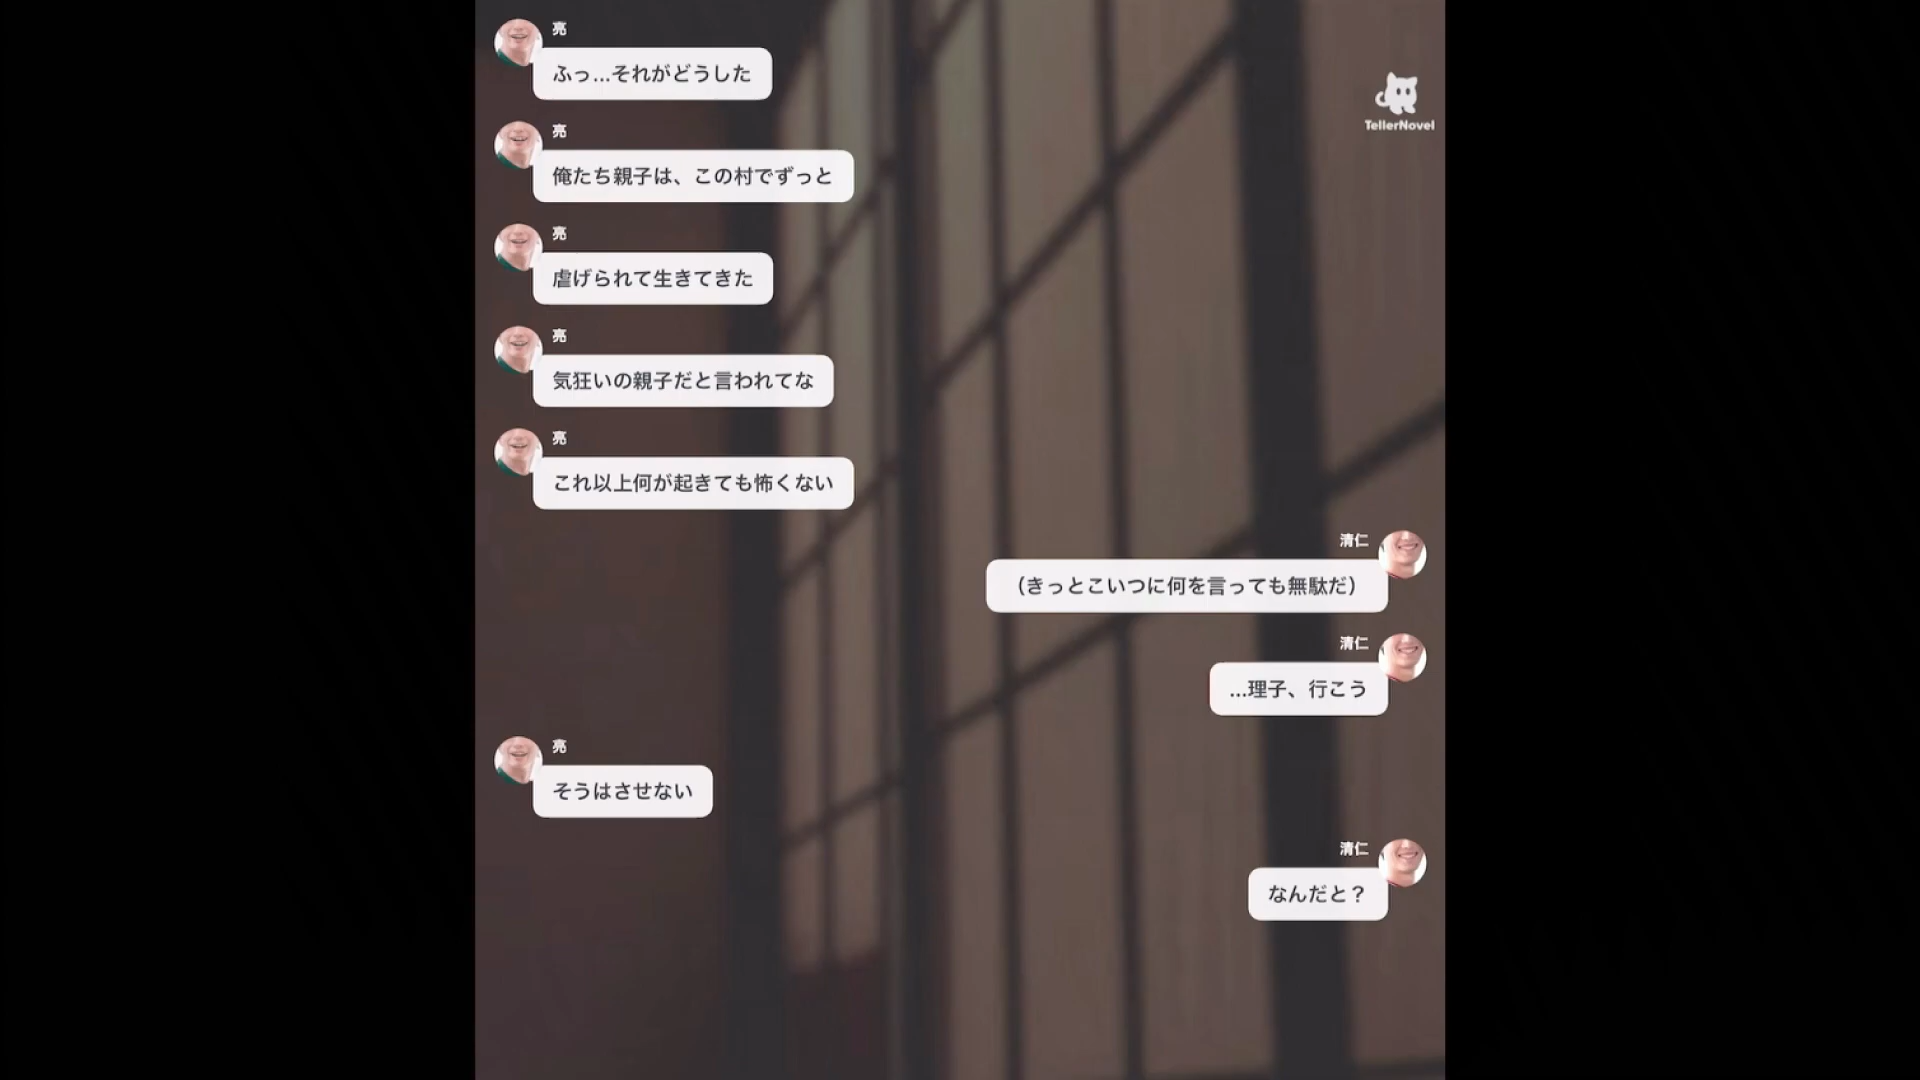 亮
ふっ…それがどうした
TellerNovel
亮
俺たち親子は、この村でずっと
亮
虐げられて生きてきた
亮
気狂いの親子だと言われてな
亮
これ以上何が起きても怖くない
清仁
（きっとこいつに何を言っても無駄だ）
清仁
…理子、行こう
亮
そうはさせない
清仁
なんだと？